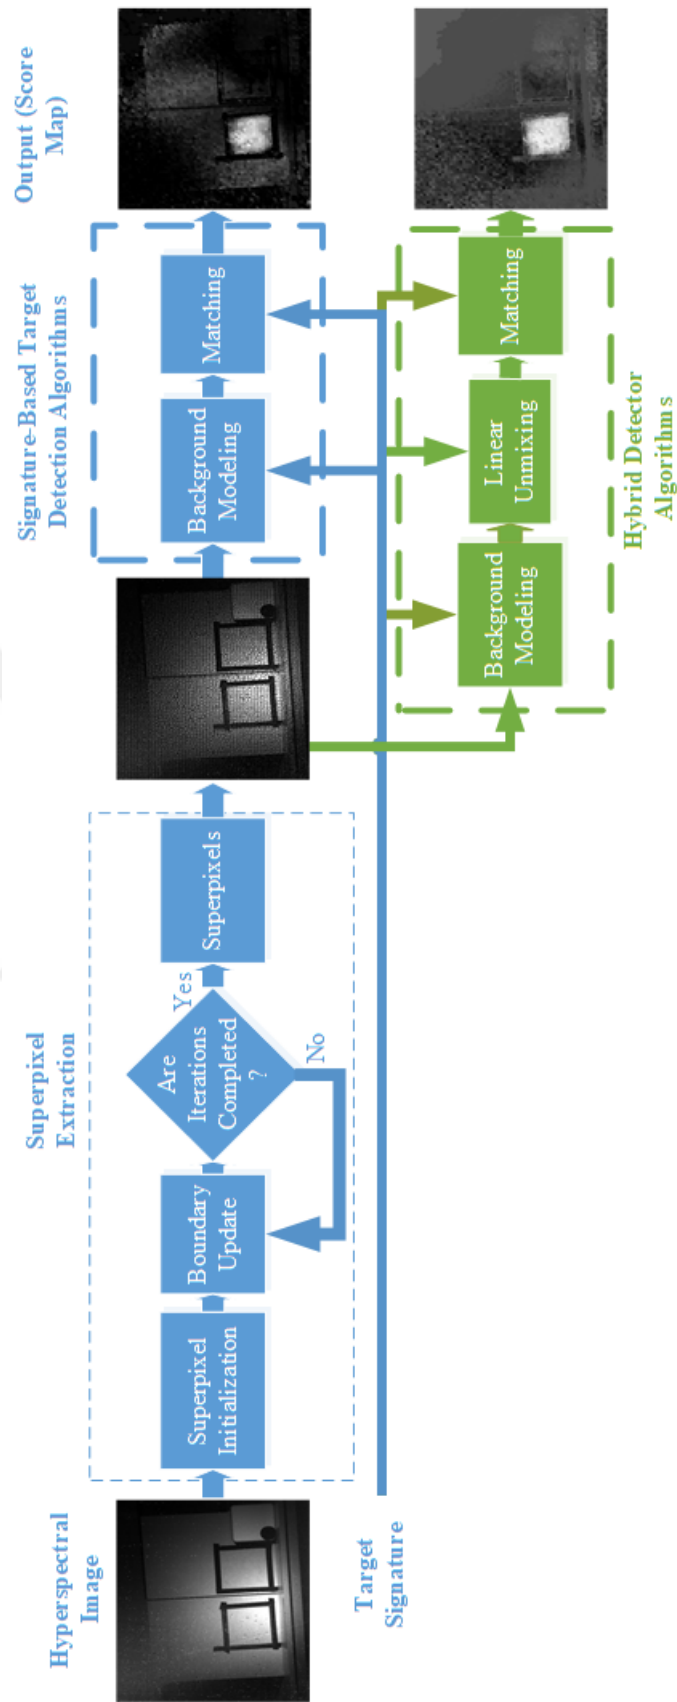 Hyperspectral
Image
Superpixel
Extraction
Superpixel
Initialization
Boundary
Update
Are
Iterations
Completed
?
Yes
No
Superpixels
Signature-Based Target
Detection Algorithms
Background
Modeling
Matching
Output (Score
Map)
Target
Signature
Background
Modeling
Linear
Unmixing
Matching
Hybrid Detector
Algorithms